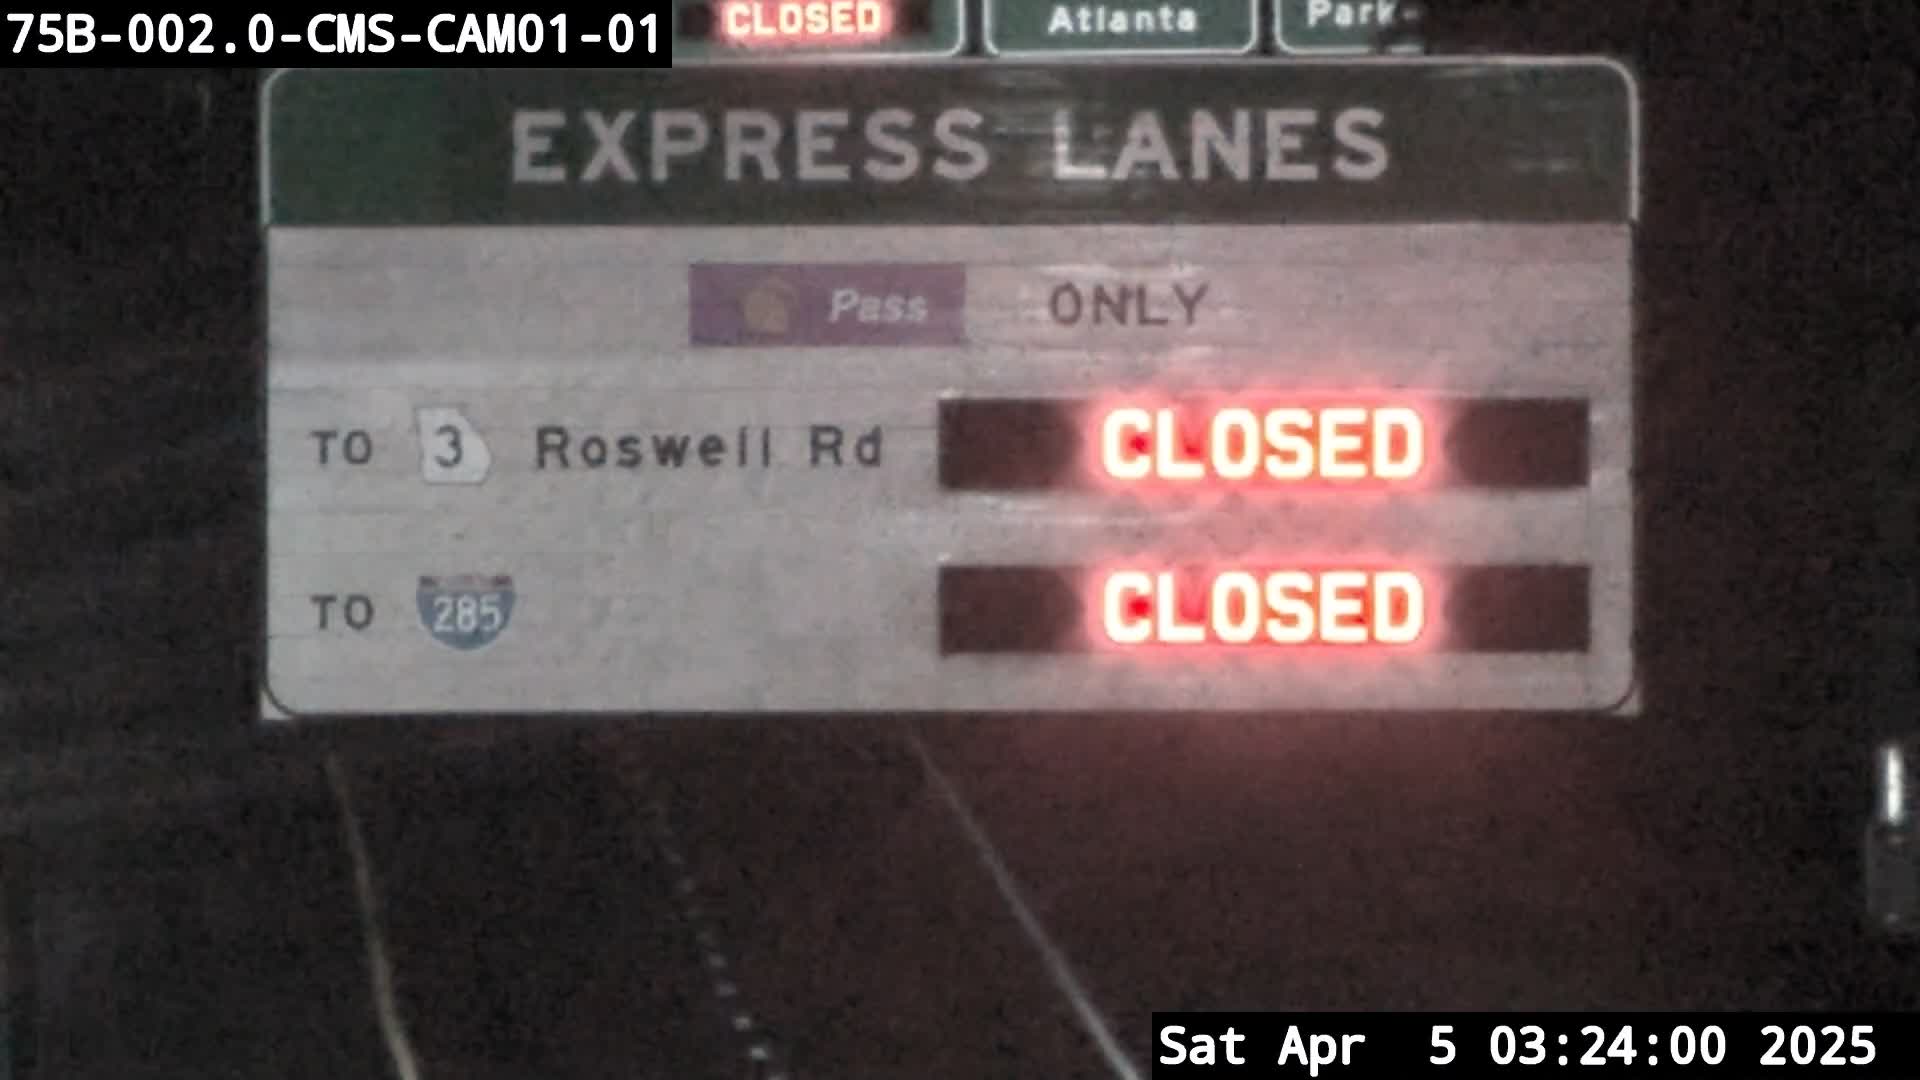 75B-002.0-CMS-CAM01-01
CLOSED
Atlanta
Park-
EXPRESS LANES
Pass ONLY
TO 3 Roswell Rd CLOSED
TO 285 CLOSED
Sat Apr 5 03:24:00 2025